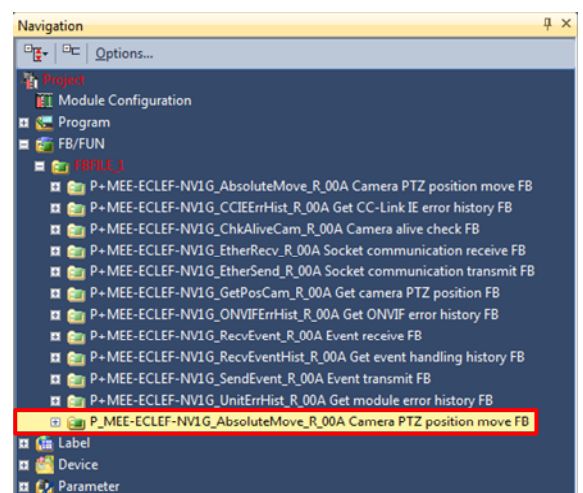 Navigation
Options...
Project
Module Configuration
Program
FB/FUN
FBFILE_1
P+MEE-ECLEF-NV1G_AbsoluteMove_R_00A Camera PTZ position move FB
P+MEE-ECLEF-NV1G_CCIEErrHist_R_00A Get CC-Link IE error history FB
P+MEE-ECLEF-NV1G_ChkAliveCam_R_00A Camera alive check FB
P+MEE-ECLEF-NV1G_EtherRecv_R_00A Socket communication receive FB
P+MEE-ECLEF-NV1G_EtherSend_R_00A Socket communication transmit FB
P+MEE-ECLEF-NV1G_GetPosCam_R_00A Get camera PTZ position FB
P+MEE-ECLEF-NV1G_ONVIFErrHist_R_00A Get ONVIF error history FB
P+MEE-ECLEF-NV1G_RecvEvent_R_00A Event receive FB
P+MEE-ECLEF-NV1G_RecvEventHist_R_00A Get event handling history FB
P+MEE-ECLEF-NV1G_SendEvent_R_00A Event transmit FB
P+MEE-ECLEF-NV1G_UnitErrHist_R_00A Get module error history FB
P_MEE-ECLEF-NV1G_AbsoluteMove_R_00A Camera PTZ position move FB
Label
Device
Parameter